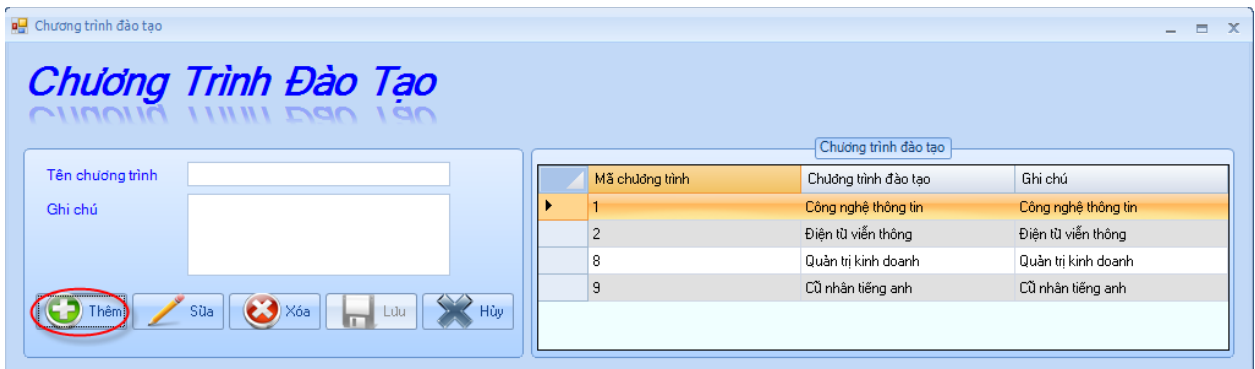 Chương trình đào tạo
Chương Trình Đào Tạo
Tên chương trình
Ghi chú
Thêm Sửa Xóa Lưu Hủy
Chương trình đào tạo
Mã chương trình Chương trình đào tạo Ghi chú
1 Công nghệ thông tin Công nghệ thông tin
2 Điện tử viễn thông Điện tử viễn thông
8 Quản trị kinh doanh Quản trị kinh doanh
9 Cử nhân tiếng anh Cử nhân tiếng anh